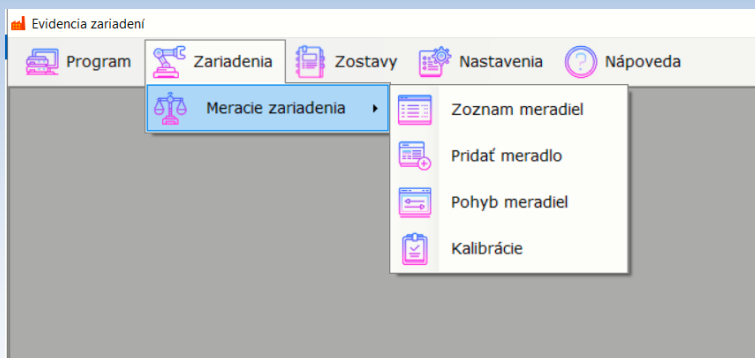 Evidencia zariadení
Program Zariadenia Zostavy Nastavenia Nápoveda
Meracie zariadenia
Zoznam meradiel
Pridať meradlo
Pohyb meradiel
Kalibrácie